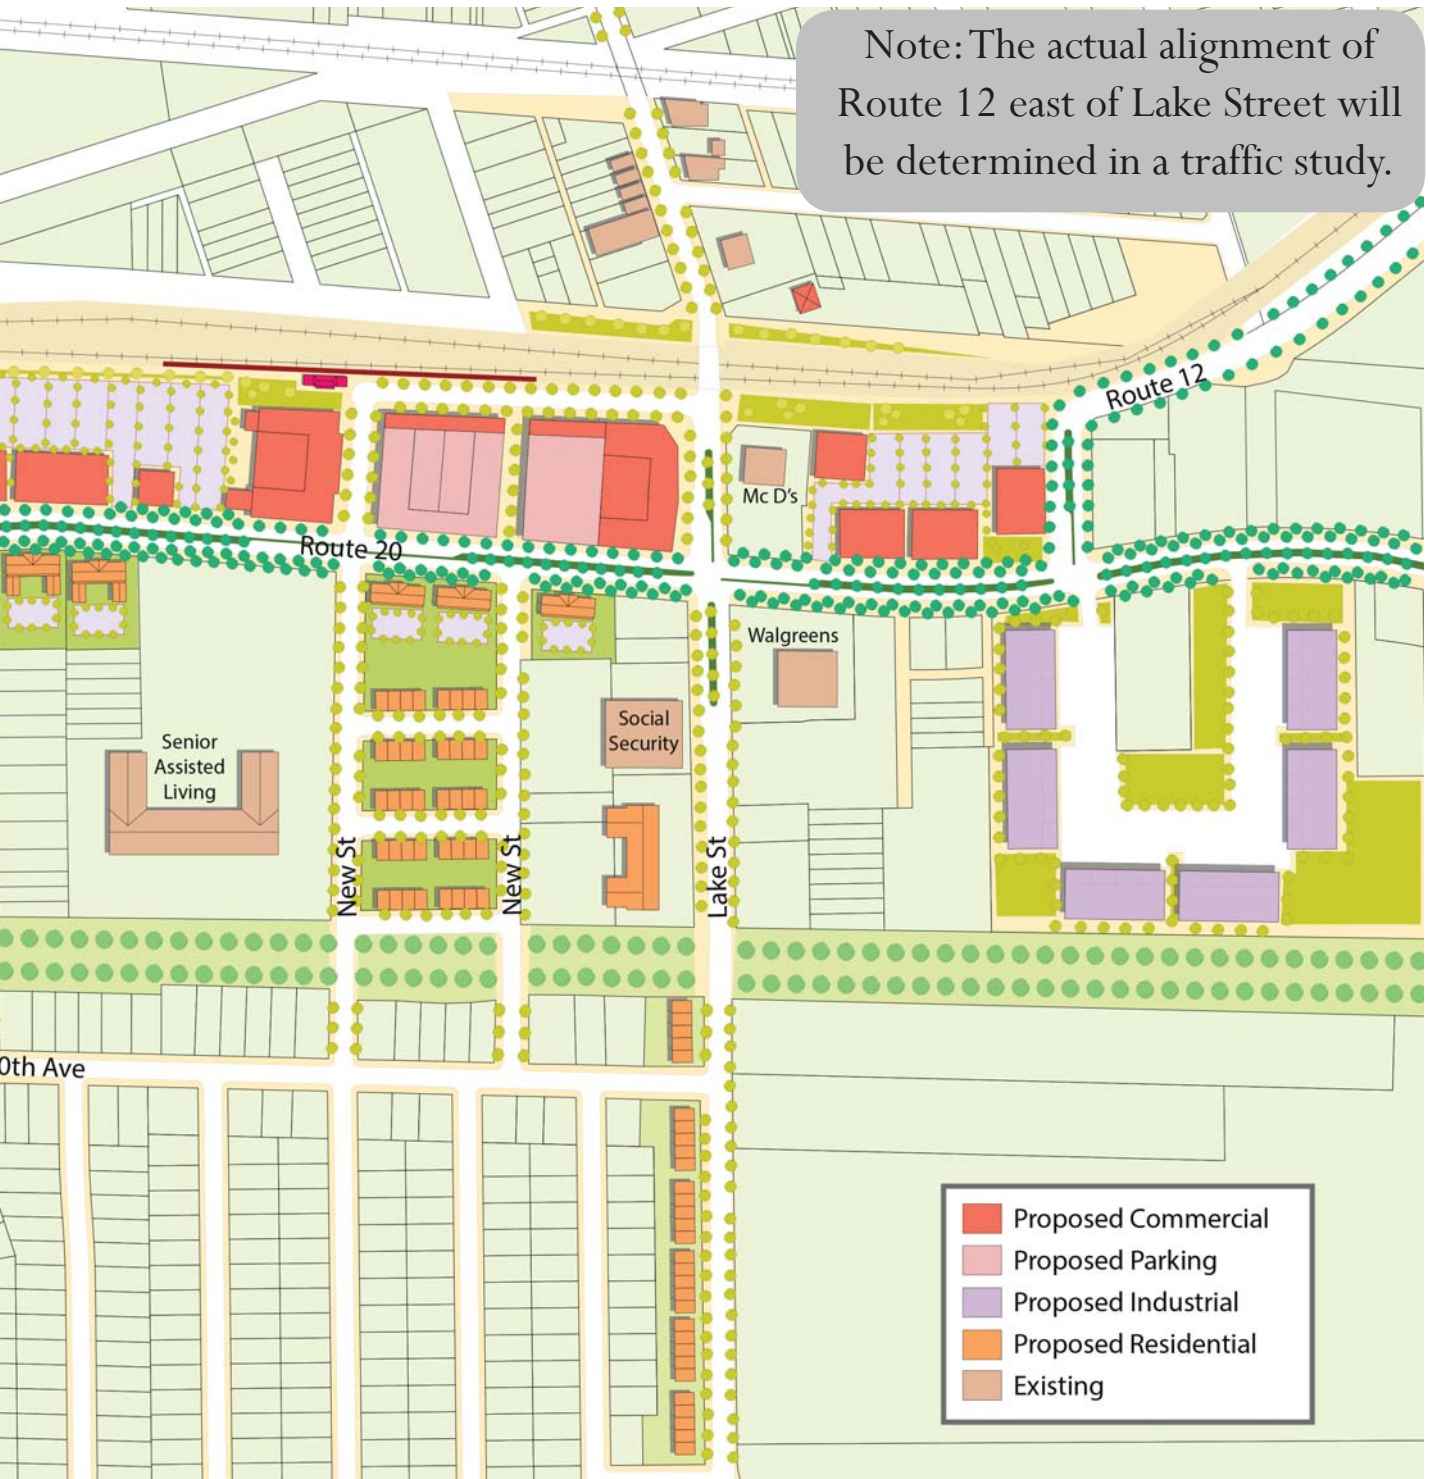 Note: The actual alignment of
Route 12 east of Lake Street will
be determined in a traffic study.
Route 12
Mc D's
Route 20
Walgreens
Social
Security
Senior
Assisted
Living
New St
New St
Lake St
0th Ave
Proposed Commercial
Proposed Parking
Proposed Industrial
Proposed Residential
Existing